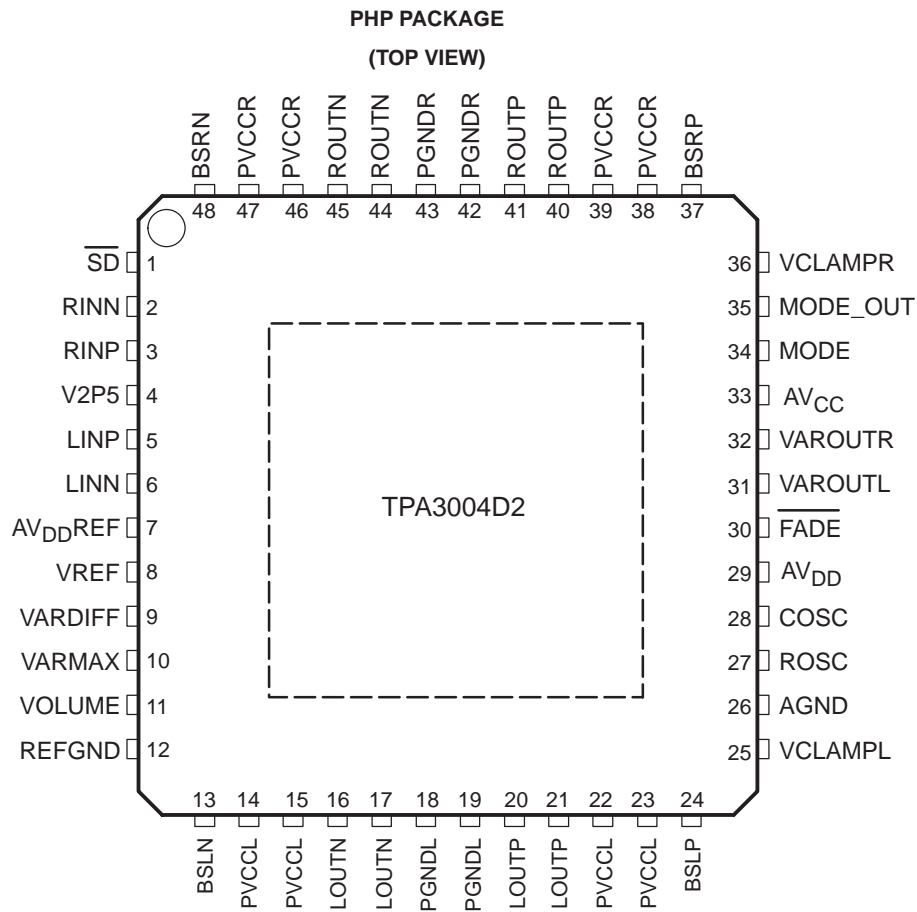 PHP PACKAGE
(TOP VIEW)
BSRN
PVCCR
PVCCR
ROUTN
ROUTN
PGNDR
PGNDR
ROUTP
ROUTP
PVCCR
PVCCR
BSRP
48 47 46 45 44 43 42 41 40 39 38 37
SD 1
RINN 2
RINP 3
V2P5 4
LINP 5
LINN 6
AVDDREF 7
VREF 8
VARDIFF 9
VARMAX 10
VOLUME 11
REFGND 12
TPA3004D2
36 VCLAMPR
35 MODE_OUT
34 MODE
33 AVCC
32 VAROUTR
31 VAROUTL
30 FADE
29 AVDD
28 COSC
27 ROSC
26 AGND
25 VCLAMPL
13 14 15 16 17 18 19 20 21 22 23 24
BSLN
PVCCL
PVCCL
LOUTN
LOUTN
PGNDL
PGNDL
LOUTP
LOUTP
PVCCL
PVCCL
BSLP